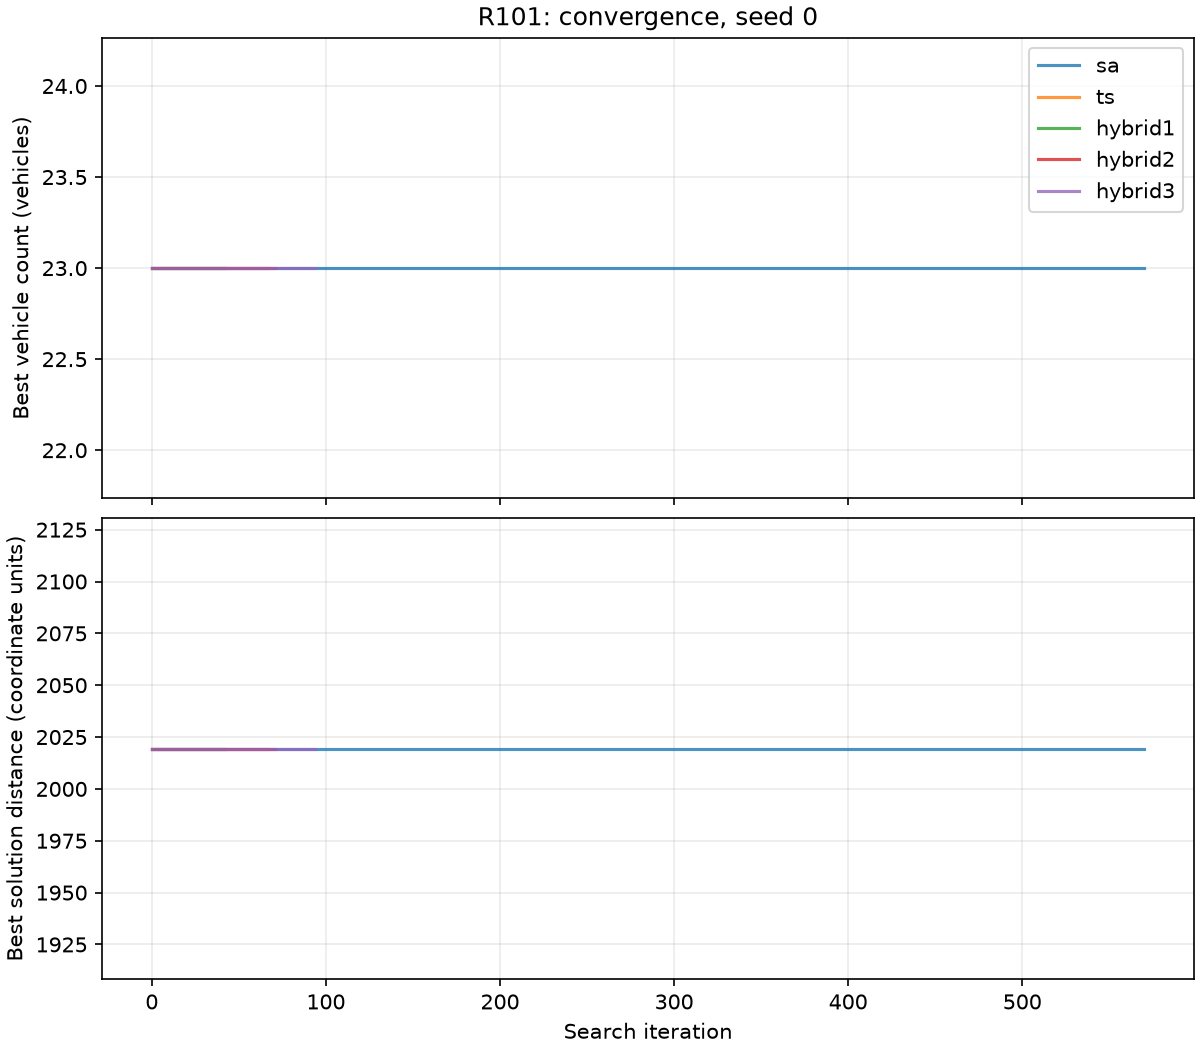 R101: convergence, seed 0
Best vehicle count (vehicles)
24.0
23.5
23.0
22.5
22.0
sa
ts
hybrid1
hybrid2
hybrid3
Best solution distance (coordinate units)
2125
2100
2075
2050
2025
2000
1975
1950
1925
0 100 200 300 400 500
Search iteration